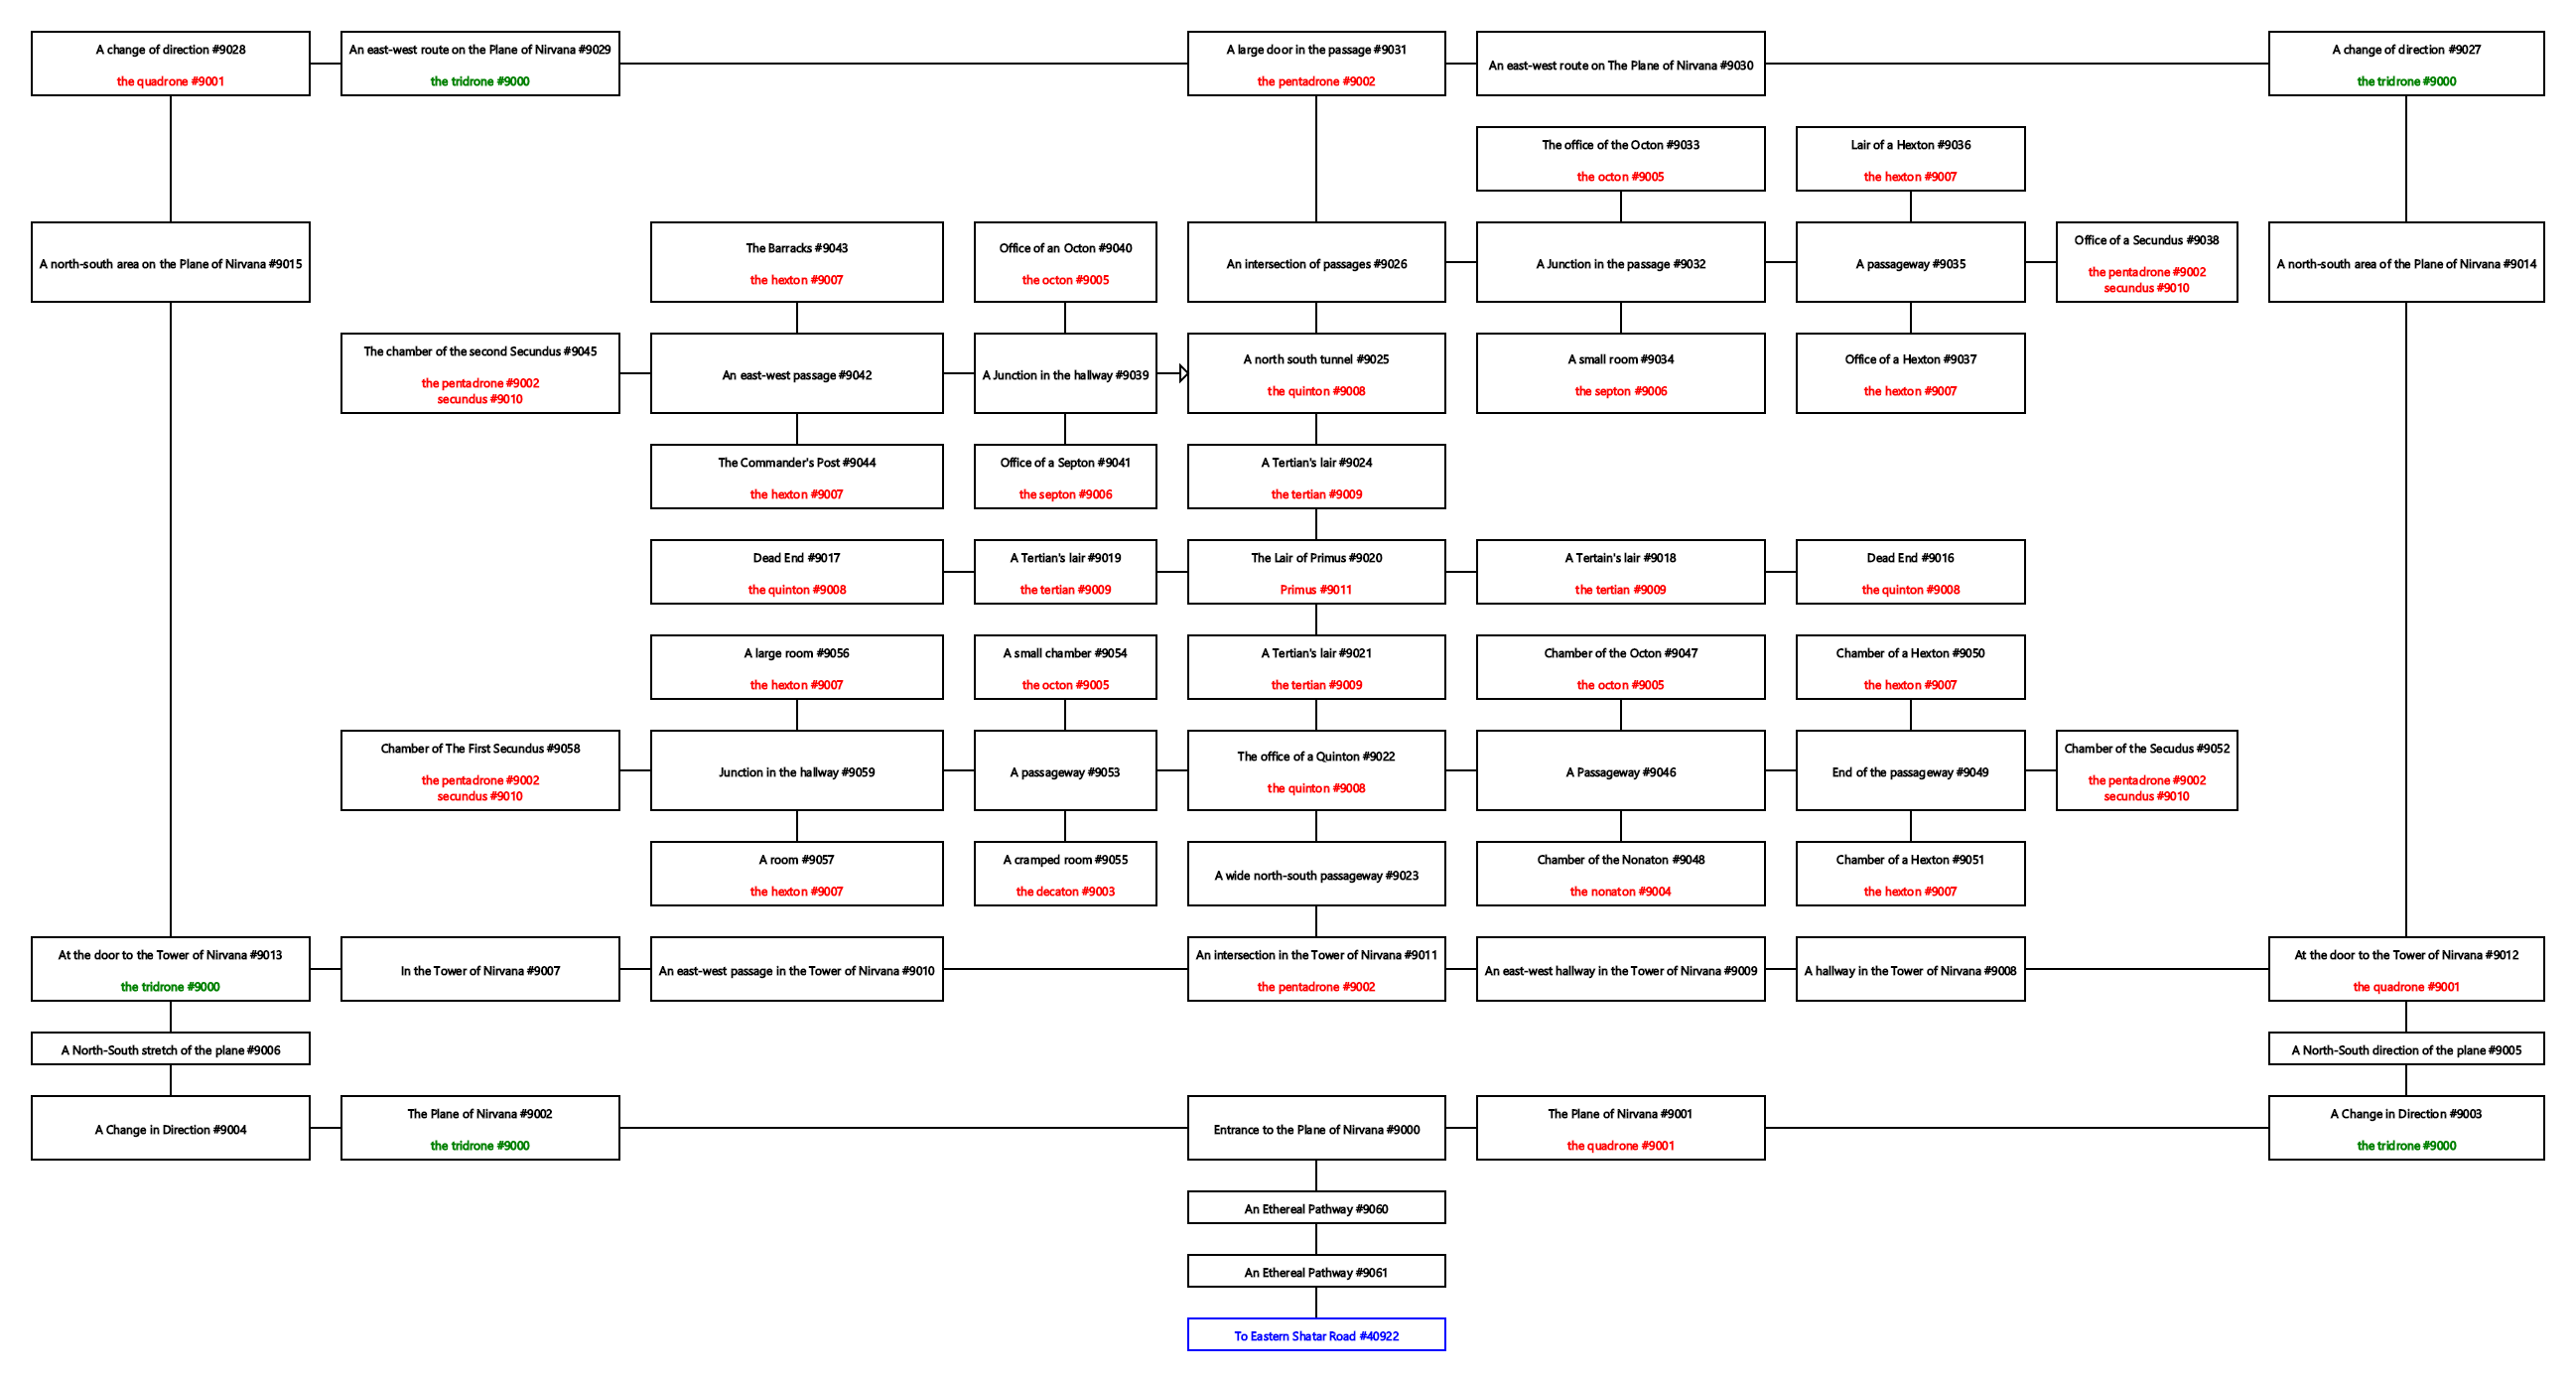 A change of direction #9028
the quadrone #9001
An east-west route on the Plane of Nirvana #9029
the tridrone #9000
A large door in the passage #9031
the pentadrone #9002
An east-west route on The Plane of Nirvana #9030
A change of direction #9027
the tridrone #9000
The office of the Octon #9033
the octon #9005
Lair of a Hexton #9036
the hexton #9007
A north-south area on the Plane of Nirvana #9015
The Barracks #9043
the hexton #9007
Office of an Octon #9040
the octon #9005
An intersection of passages #9026
A Junction in the passage #9032
A passageway #9035
Office of a Secundus #9038
the pentadrone #9002
secundus #9010
A north-south area of the Plane of Nirvana #9014
The chamber of the second Secundus #9045
the pentadrone #9002
secundus #9010
An east-west passage #9042
A Junction in the hallway #9039
A north south tunnel #9025
the quinton #9008
A small room #9034
the septon #9006
Office of a Hexton #9037
the hexton #9007
The Commander's Post #9044
the hexton #9007
Office of a Septon #9041
the septon #9006
A Tertian's lair #9024
the tertian #9009
Dead End #9017
the quinton #9008
A Tertian's lair #9019
the tertian #9009
The Lair of Primus #9020
Primus #9011
A Tertain's lair #9018
the tertian #9009
Dead End #9016
the quinton #9008
A large room #9056
the hexton #9007
A small chamber #9054
the octon #9005
A Tertian's lair #9021
the tertian #9009
Chamber of the Octon #9047
the octon #9005
Chamber of a Hexton #9050
the hexton #9007
Chamber of The First Secundus #9058
the pentadrone #9002
secundus #9010
Junction in the hallway #9059
A passageway #9053
The office of a Quinton #9022
the quinton #9008
A Passageway #9046
End of the passageway #9049
Chamber of the Secudus #9052
the pentadrone #9002
secundus #9010
A room #9057
the hexton #9007
A cramped room #9055
the decaton #9003
A wide north-south passageway #9023
Chamber of the Nonaton #9048
the nonaton #9004
Chamber of a Hexton #9051
the hexton #9007
At the door to the Tower of Nirvana #9013
the tridrone #9000
In the Tower of Nirvana #9007
An east-west passage in the Tower of Nirvana #9010
An intersection in the Tower of Nirvana #9011
the pentadrone #9002
An east-west hallway in the Tower of Nirvana #9009
A hallway in the Tower of Nirvana #9008
At the door to the Tower of Nirvana #9012
the quadrone #9001
A North-South stretch of the plane #9006
A North-South direction of the plane #9005
A Change in Direction #9004
The Plane of Nirvana #9002
the tridrone #9000
Entrance to the Plane of Nirvana #9000
The Plane of Nirvana #9001
the quadrone #9001
A Change in Direction #9003
the tridrone #9000
An Ethereal Pathway #9060
An Ethereal Pathway #9061
To Eastern Shatar Road #40922